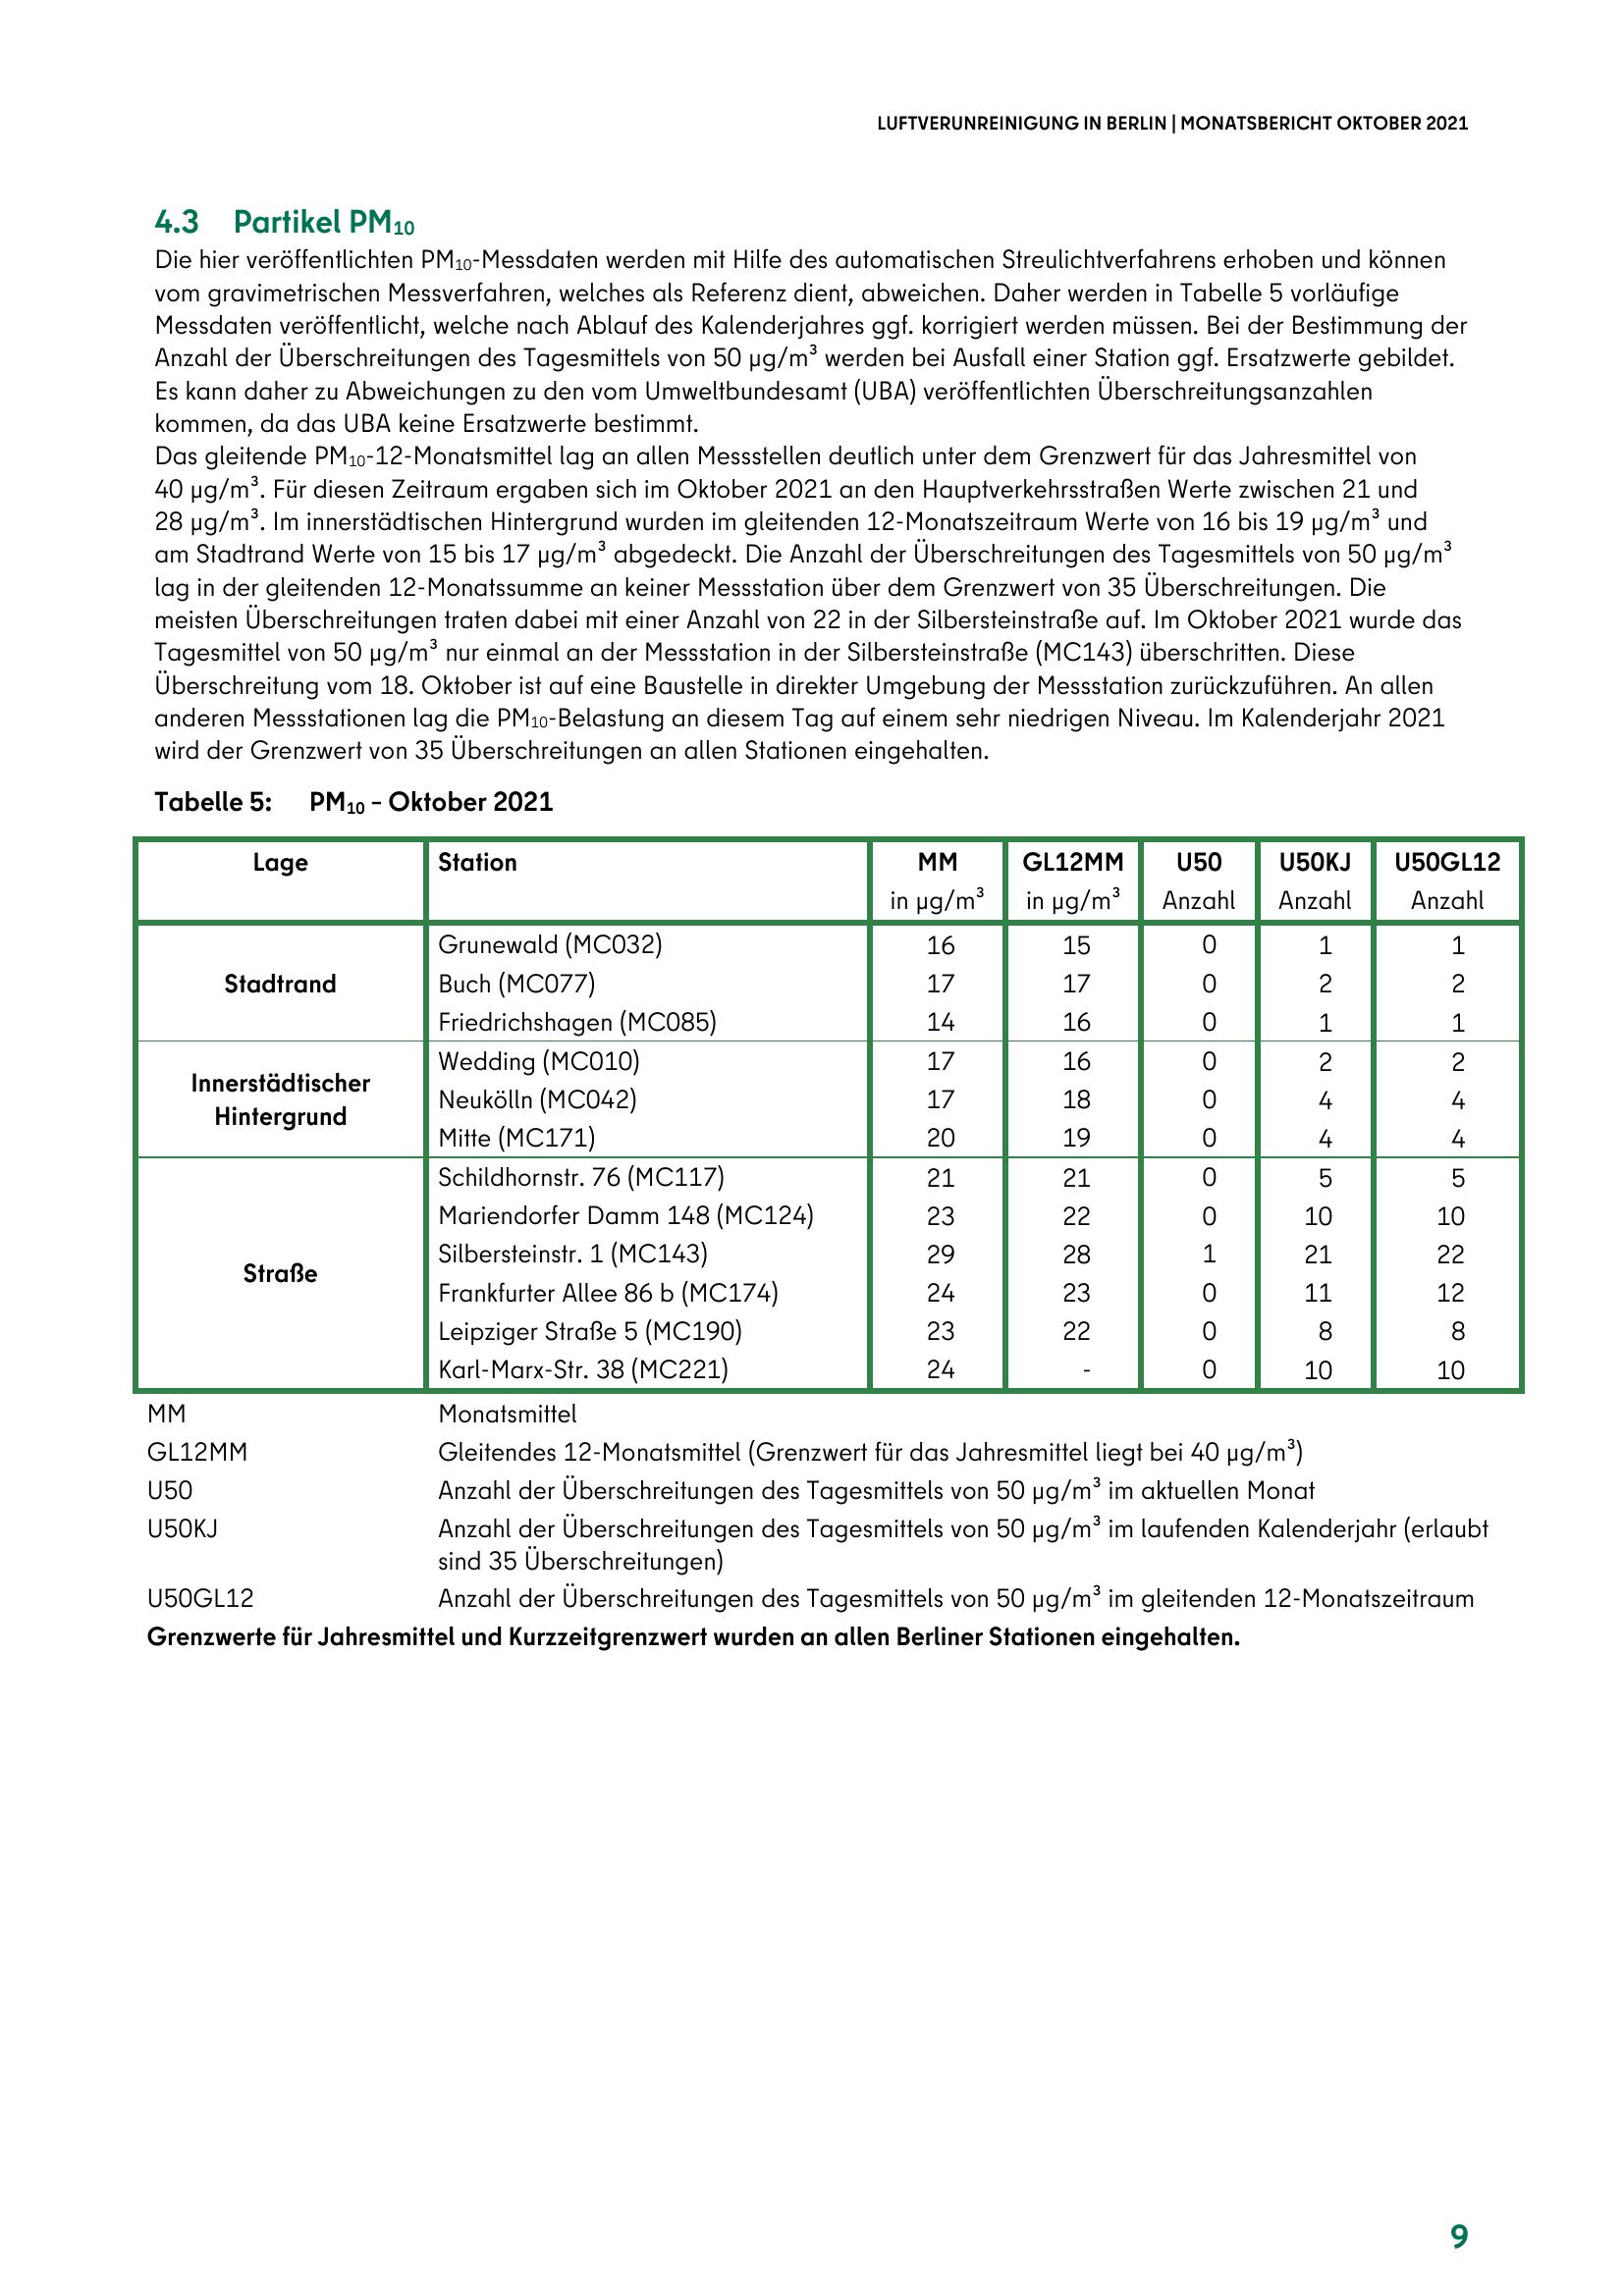 LUFTVERUNREINIGUNG IN BERLIN | MONATSBERICHT OKTOBER 2021
4.3 Partikel PM₁₀
Die hier veröffentlichten PM₁₀-Messdaten werden mit Hilfe des automatischen Streulichtverfahrens erhoben und können
vom gravimetrischen Messverfahren, welches als Referenz dient, abweichen. Daher werden in Tabelle 5 vorläufige
Messdaten veröffentlicht, welche nach Ablauf des Kalenderjahres ggf. korrigiert werden müssen. Bei der Bestimmung der
Anzahl der Überschreitungen des Tagesmittels von 50 µg/m³ werden bei Ausfall einer Station ggf. Ersatzwerte gebildet.
Es kann daher zu Abweichungen zu den vom Umweltbundesamt (UBA) veröffentlichten Überschreitungsanzahlen
kommen, da das UBA keine Ersatzwerte bestimmt.
Das gleitende PM₁₀-12-Monatsmittel lag an allen Messstellen deutlich unter dem Grenzwert für das Jahresmittel von
40 µg/m³. Für diesen Zeitraum ergaben sich im Oktober 2021 an den Hauptverkehrsstraßen Werte zwischen 21 und
28 µg/m³. Im innerstädtischen Hintergrund wurden im gleitenden 12-Monatszeitraum Werte von 16 bis 19 µg/m³ und
am Stadtrand Werte von 15 bis 17 µg/m³ abgedeckt. Die Anzahl der Überschreitungen des Tagesmittels von 50 µg/m³
lag in der gleitenden 12-Monatssumme an keiner Messstation über dem Grenzwert von 35 Überschreitungen. Die
meisten Überschreitungen traten dabei mit einer Anzahl von 22 in der Silbersteinstraße auf. Im Oktober 2021 wurde das
Tagesmittel von 50 µg/m³ nur einmal an der Messstation in der Silbersteinstraße (MC143) überschritten. Diese
Überschreitung vom 18. Oktober ist auf eine Baustelle in direkter Umgebung der Messstation zurückzuführen. An allen
anderen Messstationen lag die PM₁₀-Belastung an diesem Tag auf einem sehr niedrigen Niveau. Im Kalenderjahr 2021
wird der Grenzwert von 35 Überschreitungen an allen Stationen eingehalten.
Tabelle 5: PM₁₀ - Oktober 2021
Lage Station MM GL12MM U50 U50KJ U50GL12
in µg/m³ in µg/m³ Anzahl Anzahl Anzahl
Grunewald (MC032) 16 15 0 1 1
Stadtrand Buch (MC077) 17 17 0 2 2
Friedrichshagen (MC085) 14 16 0 1 1
Wedding (MC010) 17 16 0 2 2
Innerstädtischer
Hintergrund
Neukölln (MC042) 17 18 0 4 4
Mitte (MC171) 20 19 0 4 4
Schildhornstr. 76 (MC117) 21 21 0 5 5
Mariendorfer Damm 148 (MC124) 23 22 0 10 10
Silbersteinstr. 1 (MC143) 29 28 1 21 22
Straße
Frankfurter Allee 86 b (MC174) 24 23 0 11 12
Leipziger Straße 5 (MC190) 23 22 0 8 8
Karl-Marx-Str. 38 (MC221) 24 - 0 10 10
MM Monatsmittel
GL12MM Gleitendes 12-Monatsmittel (Grenzwert für das Jahresmittel liegt bei 40 µg/m³)
U50 Anzahl der Überschreitungen des Tagesmittels von 50 µg/m³ im aktuellen Monat
U50KJ Anzahl der Überschreitungen des Tagesmittels von 50 µg/m³ im laufenden Kalenderjahr (erlaubt
sind 35 Überschreitungen)
U50GL12 Anzahl der Überschreitungen des Tagesmittels von 50 µg/m³ im gleitenden 12-Monatszeitraum
Grenzwerte für Jahresmittel und Kurzzeitgrenzwert wurden an allen Berliner Stationen eingehalten.
9